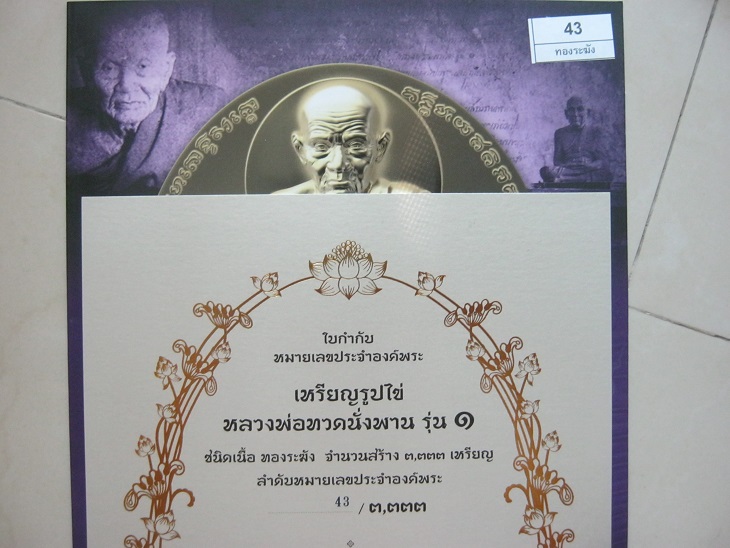 43
ทองระฆัง
ใบกำกับ
หมายเลขประจำองค์พระ
เหรียญรูปไข่
หลวงพ่อทวดนั่งพาน รุ่น ๑
ชนิดเนื้อ ทองระฆัง จำนวนสร้าง ๓,๓๓๓ เหรียญ
ลำดับหมายเลขประจำองค์พระ
43 / ๓,๓๓๓